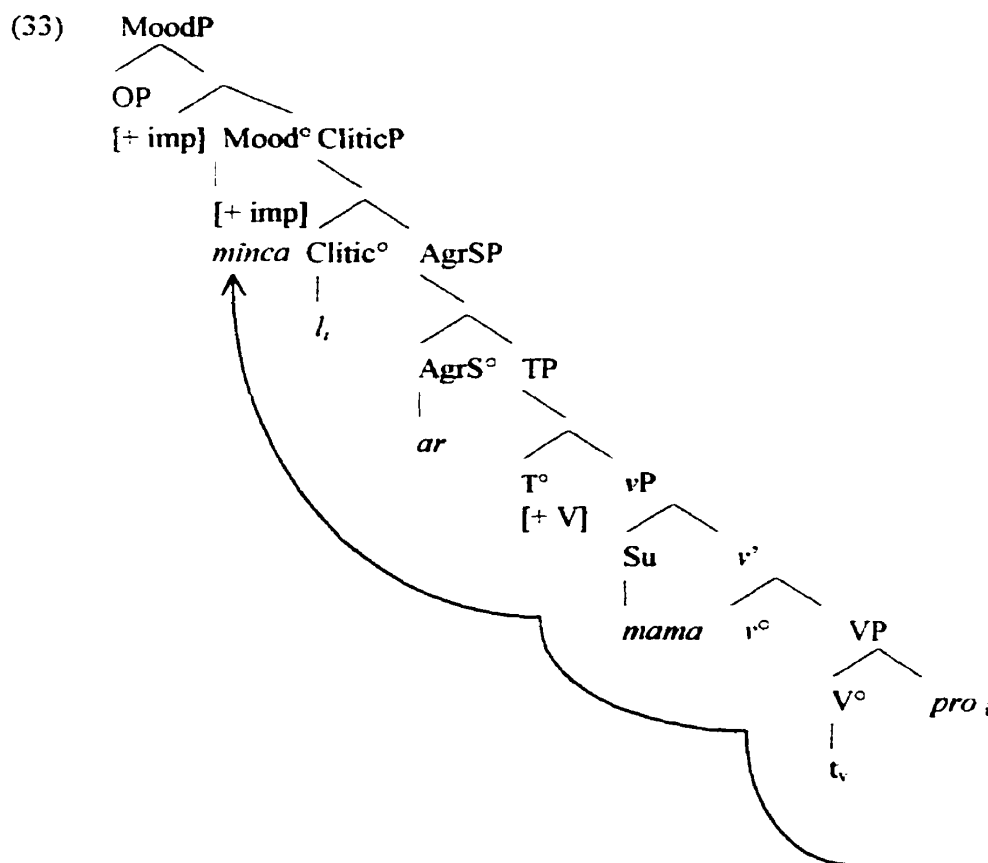 (33) MoodP
OP
[+ imp] Mood° CliticP
[+ imp]
minca Clitic° AgrSP
l
AgrS° TP
ar
T° vP
[+ V]
Su v'
mama v° VP
V° pro i
t v